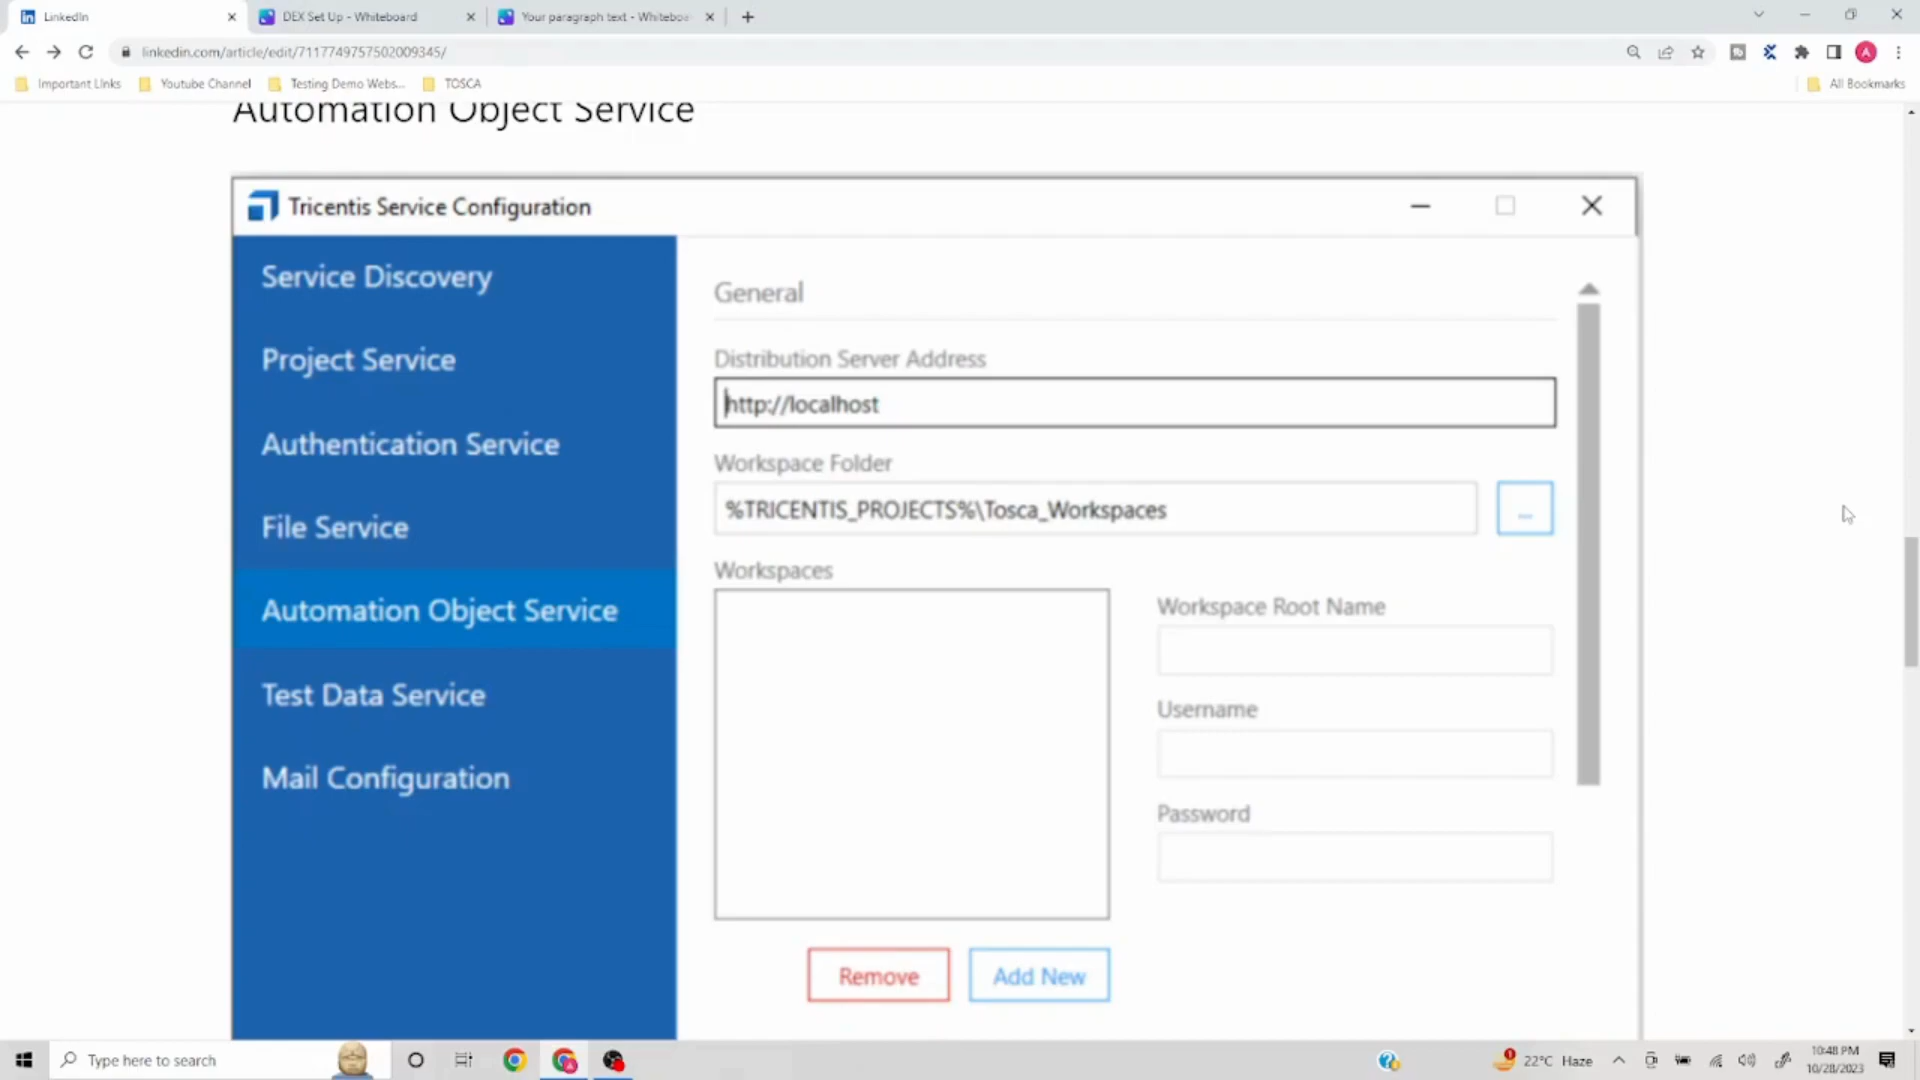 LinkedIn
DEX Set Up - Whiteboard
Your paragraph text - Whiteboa
linkedin.com/article/edit/7117749757502009345/
Important Links
Youtube Channel
Testing Demo Webs...
TOSCA
All Bookmarks
Automation Object Service
Tricentis Service Configuration
Service Discovery
Project Service
Authentication Service
File Service
Automation Object Service
Test Data Service
Mail Configuration
General
Distribution Server Address
http://localhost
Workspace Folder
%TRICENTIS_PROJECTS%\Tosca_Workspaces
...
Workspaces
Workspace Root Name
Username
Password
Remove
Add New
Type here to search
22°C Haze
10:48 PM
10/28/2023